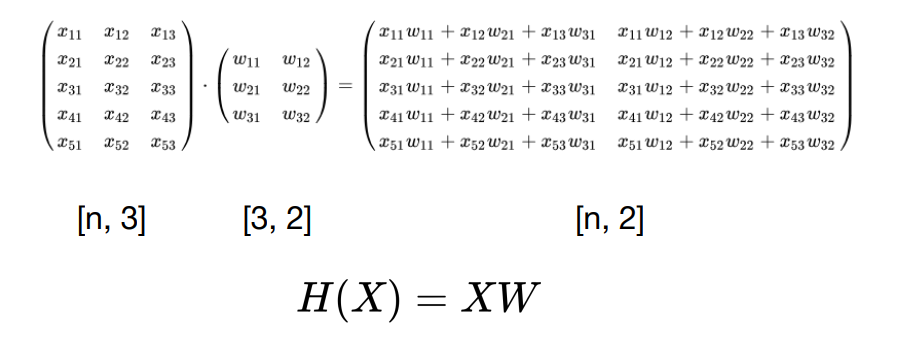 x11 x12 x13 x11w11 + x12w21 + x13w31 x11w12 + x12w22 + x13w32
x21 x22 x23 w11 w12 x21w11 + x22w21 + x23w31 x21w12 + x22w22 + x23w32
x31 x32 x33 · w21 w22 = x31w11 + x32w21 + x33w31 x31w12 + x32w22 + x33w32
x41 x42 x43 w31 w32 x41w11 + x42w21 + x43w31 x41w12 + x42w22 + x43w32
x51 x52 x53 x51w11 + x52w21 + x53w31 x51w12 + x52w22 + x53w32
[n, 3] [3, 2] [n, 2]
H(X) = XW